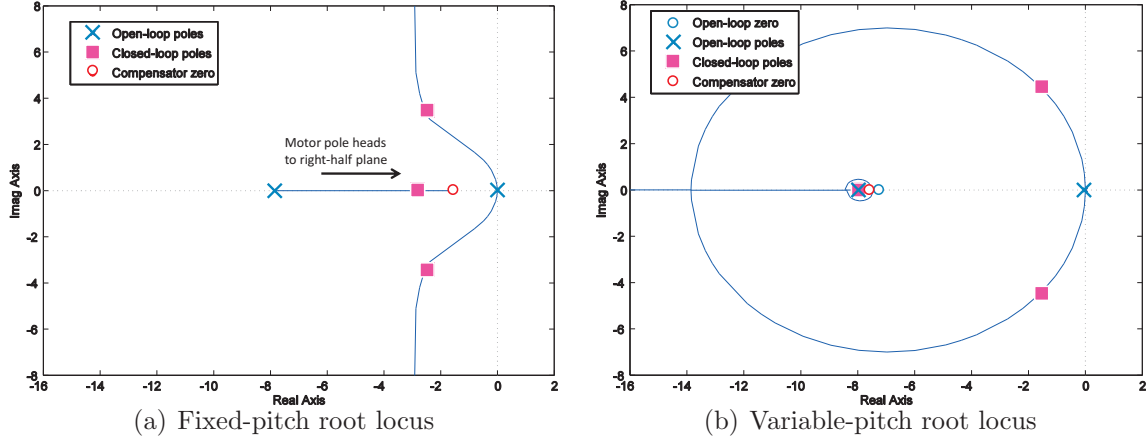 8
6
4
2
0
-2
-4
-6
-8
Imag Axis
Open-loop poles
Closed-loop poles
Compensator zero
Motor pole heads
to right-half plane
-16 -14 -12 -10 -8 -6 -4 -2 0 2
Real Axis
(a) Fixed-pitch root locus
8
6
4
2
0
-2
-4
-6
-8
Imag Axis
Open-loop zero
Open-loop poles
Closed-loop poles
Compensator zero
-16 -14 -12 -10 -8 -6 -4 -2 0 2
Real Axis
(b) Variable-pitch root locus